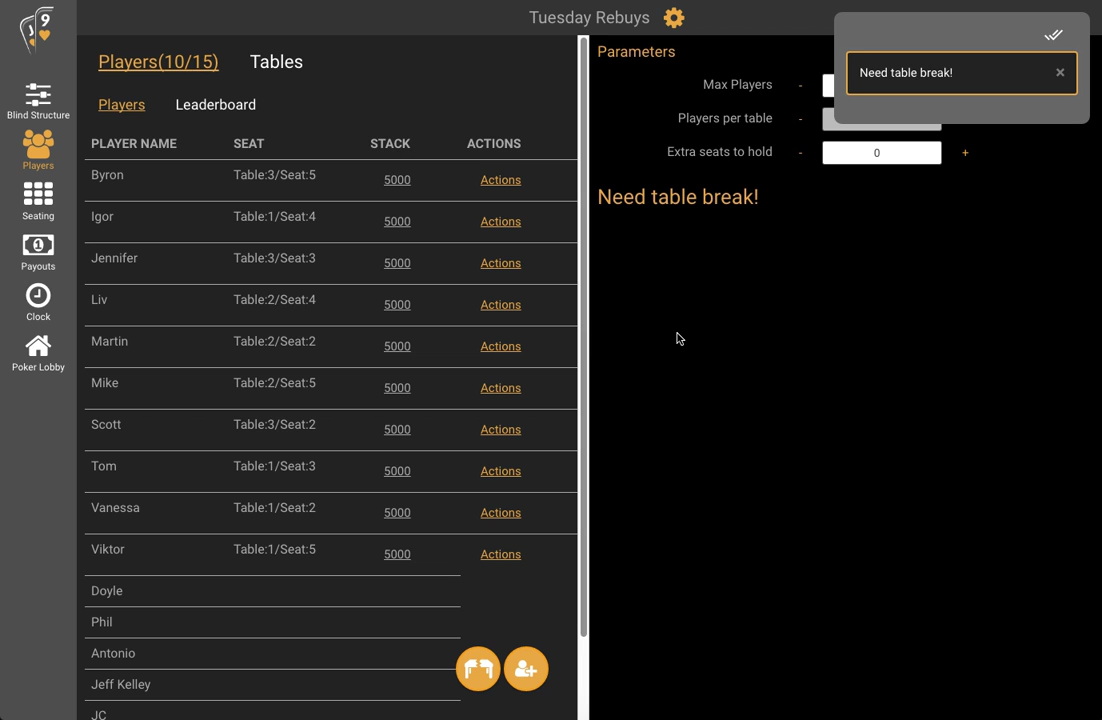 Tuesday Rebuys
J 9
Blind Structure
Players
Seating
1
Payouts
Clock
Poker Lobby
Players(10/15) Tables
Players Leaderboard
PLAYER NAME SEAT STACK ACTIONS
Byron Table:3/Seat:5 5000 Actions
Igor Table:1/Seat:4 5000 Actions
Jennifer Table:3/Seat:3 5000 Actions
Liv Table:2/Seat:4 5000 Actions
Martin Table:2/Seat:2 5000 Actions
Mike Table:2/Seat:5 5000 Actions
Scott Table:3/Seat:2 5000 Actions
Tom Table:1/Seat:3 5000 Actions
Vanessa Table:1/Seat:2 5000 Actions
Viktor Table:1/Seat:5 5000 Actions
Doyle
Phil
Antonio
Jeff Kelley
JC
Parameters
Max Players -
Players per table -
Extra seats to hold - 0 +
Need table break!
Need table break! ×